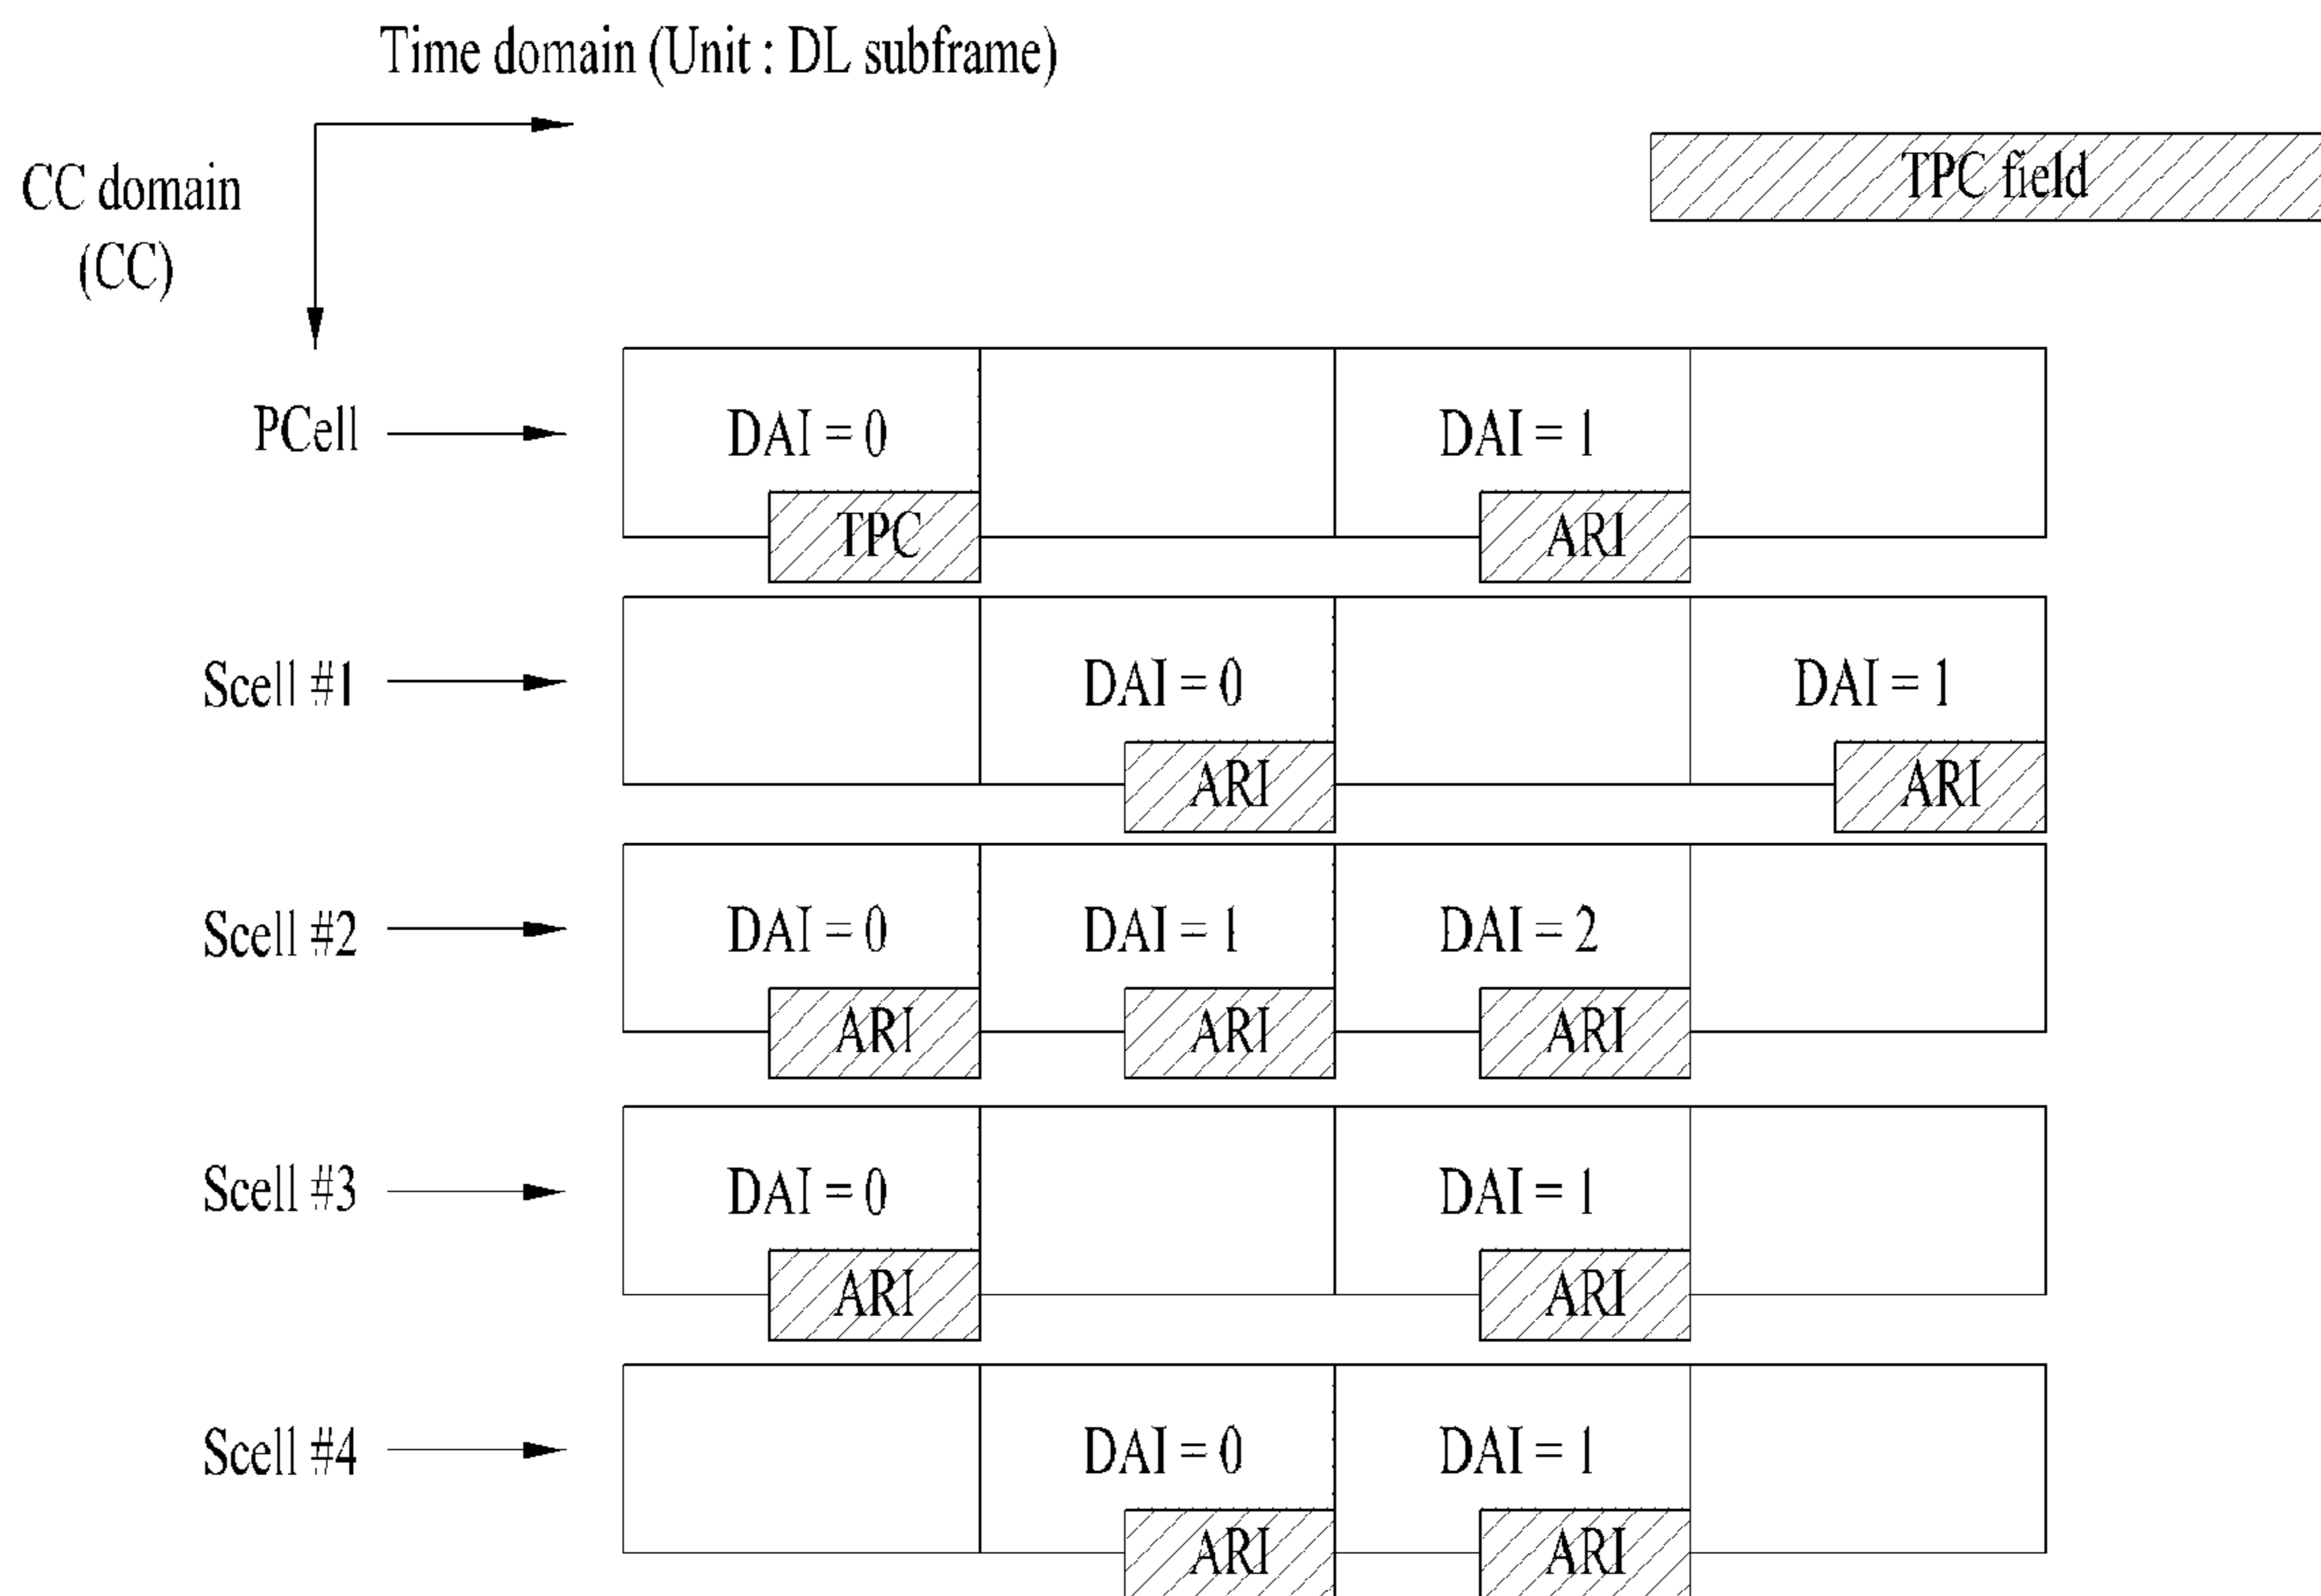 Time domain (Unit : DL subframe)
CC domain
(CC)
TPC field
PCell
DAI = 0
DAI = 1
TPC
ARI
Scell #1
DAI = 0
DAI = 1
ARI
ARI
Scell #2
DAI = 0
DAI = 1
DAI = 2
ARI
ARI
ARI
Scell #3
DAI = 0
DAI = 1
ARI
ARI
Scell #4
DAI = 0
DAI = 1
ARI
ARI